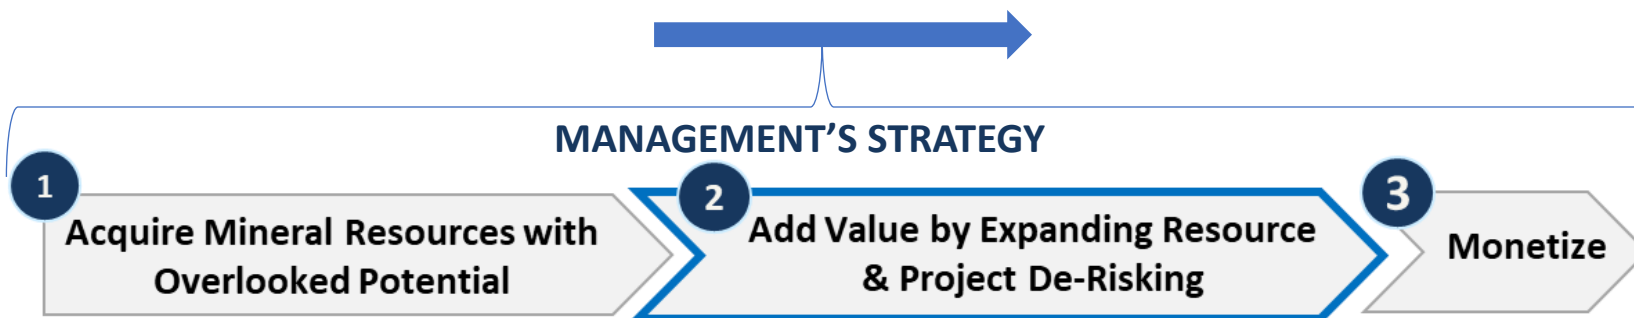 MANAGEMENT’S STRATEGY
1
Acquire Mineral Resources with
Overlooked Potential
2
Add Value by Expanding Resource
& Project De-Risking
3
Monetize